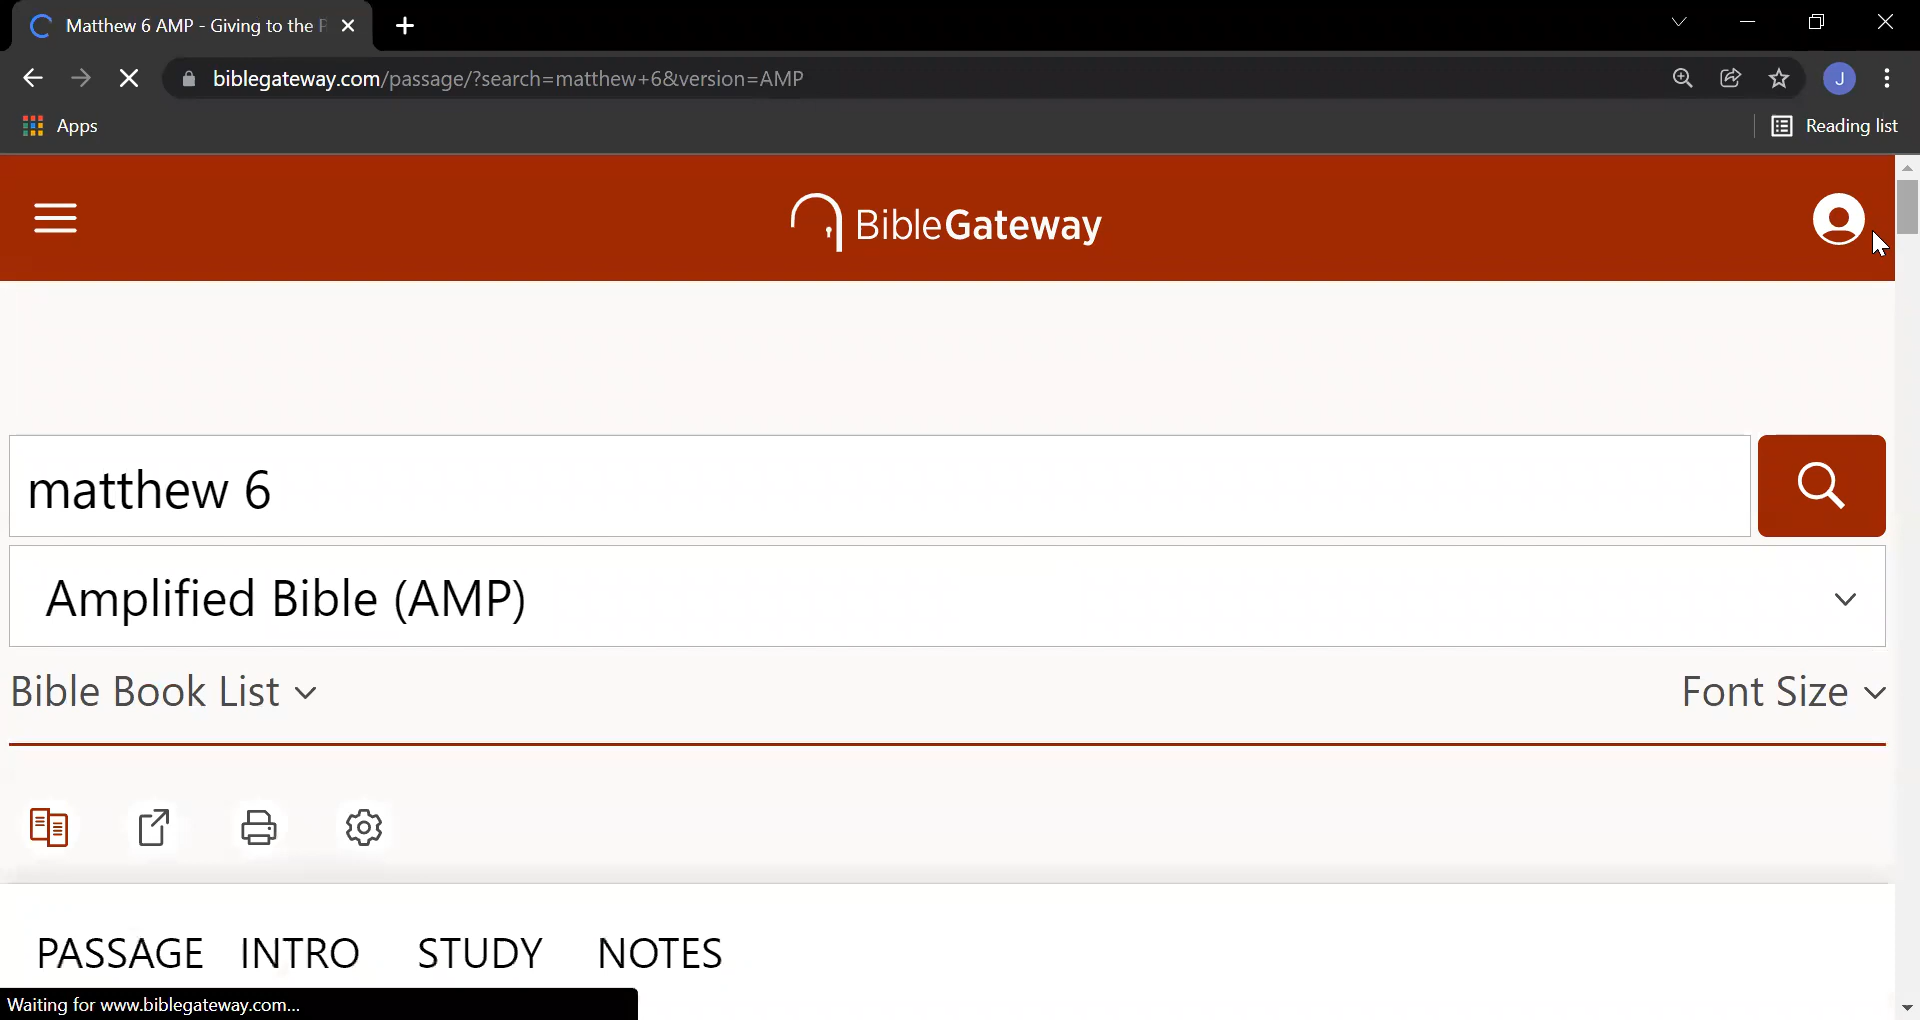 Matthew 6 AMP - Giving to the P
biblegateway.com/passage/?search=matthew+6&version=AMP
J
Apps
Reading list
BibleGateway
matthew 6
Amplified Bible (AMP)
Bible Book List
Font Size
PASSAGE INTRO STUDY NOTES
Waiting for www.biblegateway.com...